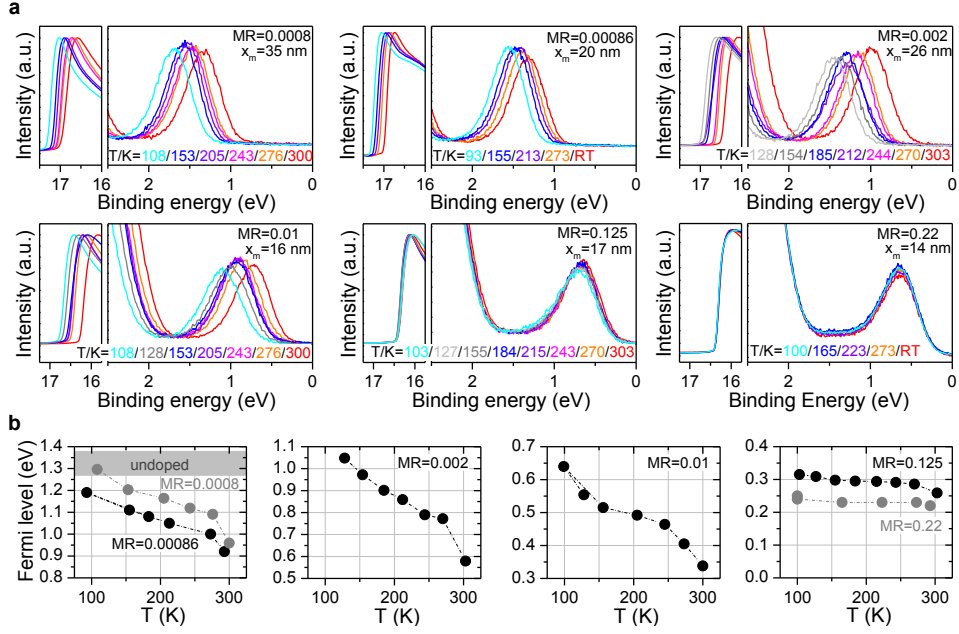 a
Intensity (a.u.)
MR=0.0008
x_m=35 nm
T/K=108/153/205/243/276/300
17 16 2 1 0
Binding energy (eV)
Intensity (a.u.)
MR=0.00086
x_m=20 nm
T/K=93/155/213/273/RT
17 16 2 1 0
Binding energy (eV)
Intensity (a.u.)
MR=0.002
x_m=26 nm
T/K=128/154/185/212/244/270/303
17 16 2 1 0
Binding energy (eV)
Intensity (a.u.)
MR=0.01
x_m=16 nm
T/K=108/128/153/205/243/276/300
17 16 2 1 0
Binding energy (eV)
Intensity (a.u.)
MR=0.125
x_m=17 nm
T/K=103/127/155/184/215/243/270/303
17 16 2 1 0
Binding energy (eV)
Intensity (a.u.)
MR=0.22
x_m=14 nm
T/K=100/165/223/273/RT
17 16 2 1 0
Binding Energy (eV)
b
Fermi level (eV)
1.4
1.3
1.2
1.1
1.0
0.9
0.8
undoped
MR=0.0008
MR=0.00086
100 200 300
T (K)
1.1
1.0
0.9
0.8
0.7
0.6
0.5
MR=0.002
100 200 300
T (K)
0.7
0.6
0.5
0.4
0.3
MR=0.01
100 200 300
T (K)
0.4
0.3
0.2
0.1
0.0
MR=0.125
MR=0.22
100 200 300
T (K)